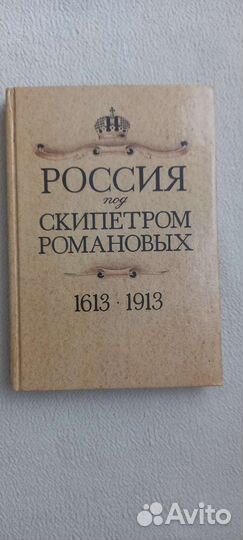 РОССИЯ
под
СКИПЕТРОМ
РОМАНОВЫХ
1613 · 1913
Avito